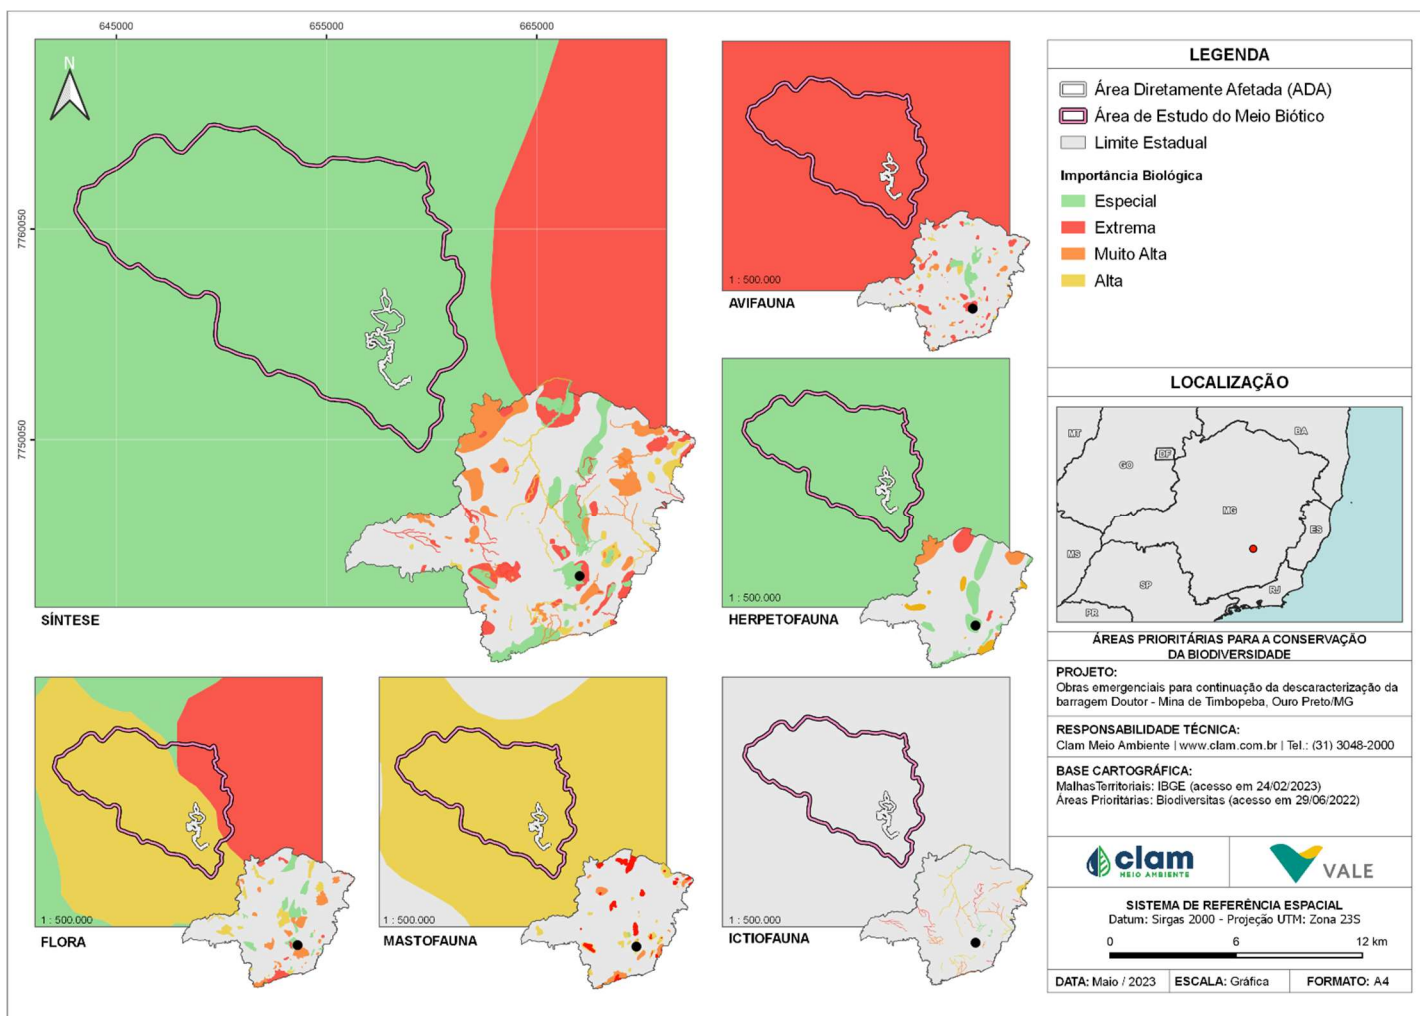 645000
655000
665000
N
7760050
7750050
SÍNTESE
1 : 500.000
AVIFAUNA
1 : 500.000
HERPETOFAUNA
1 : 500.000
FLORA
1 : 500.000
MASTOFAUNA
1 : 500.000
ICTIOFAUNA
LEGENDA
Área Diretamente Afetada (ADA)
Área de Estudo do Meio Biótico
Limite Estadual
Importância Biológica
Especial
Extrema
Muito Alta
Alta
LOCALIZAÇÃO
MT
BA
DF
GO
MG
ES
MS
SP
RJ
PR
ÁREAS PRIORITÁRIAS PARA A CONSERVAÇÃO
DA BIODIVERSIDADE
PROJETO:
Obras emergenciais para continuação da descaracterização da
barragem Doutor - Mina de Timbopeba, Ouro Preto/MG
RESPONSABILIDADE TÉCNICA:
Clam Meio Ambiente | www.clam.com.br | Tel.: (31) 3048-2000
BASE CARTOGRÁFICA:
MalhasTerritoriais: IBGE (acesso em 24/02/2023)
Áreas Prioritárias: Biodiversitas (acesso em 29/06/2022)
clam
MEIO AMBIENTE
VALE
SISTEMA DE REFERÊNCIA ESPACIAL
Datum: Sirgas 2000 - Projeção UTM: Zona 23S
0 6 12 km
DATA: Maio / 2023 ESCALA: Gráfica FORMATO: A4